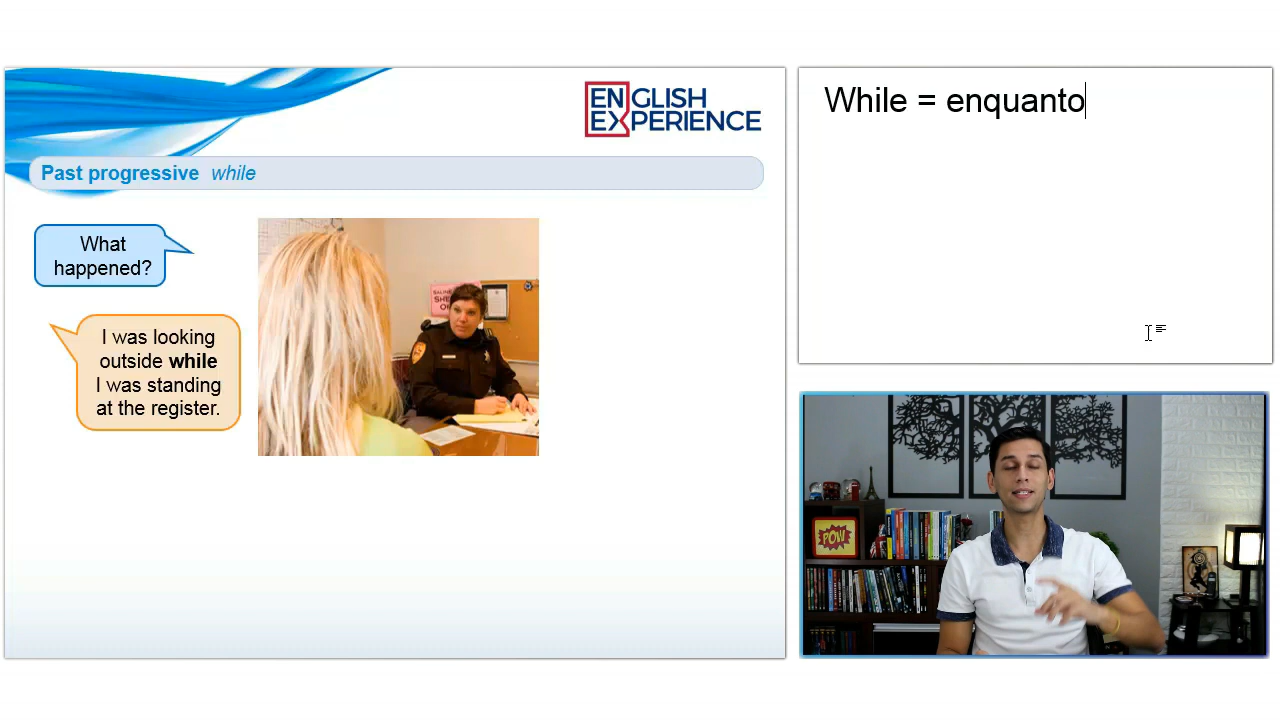 ENGLISH
EXPERIENCE
Past progressive while
What
happened?
I was looking
outside while
I was standing
at the register.
While = enquanto
POW